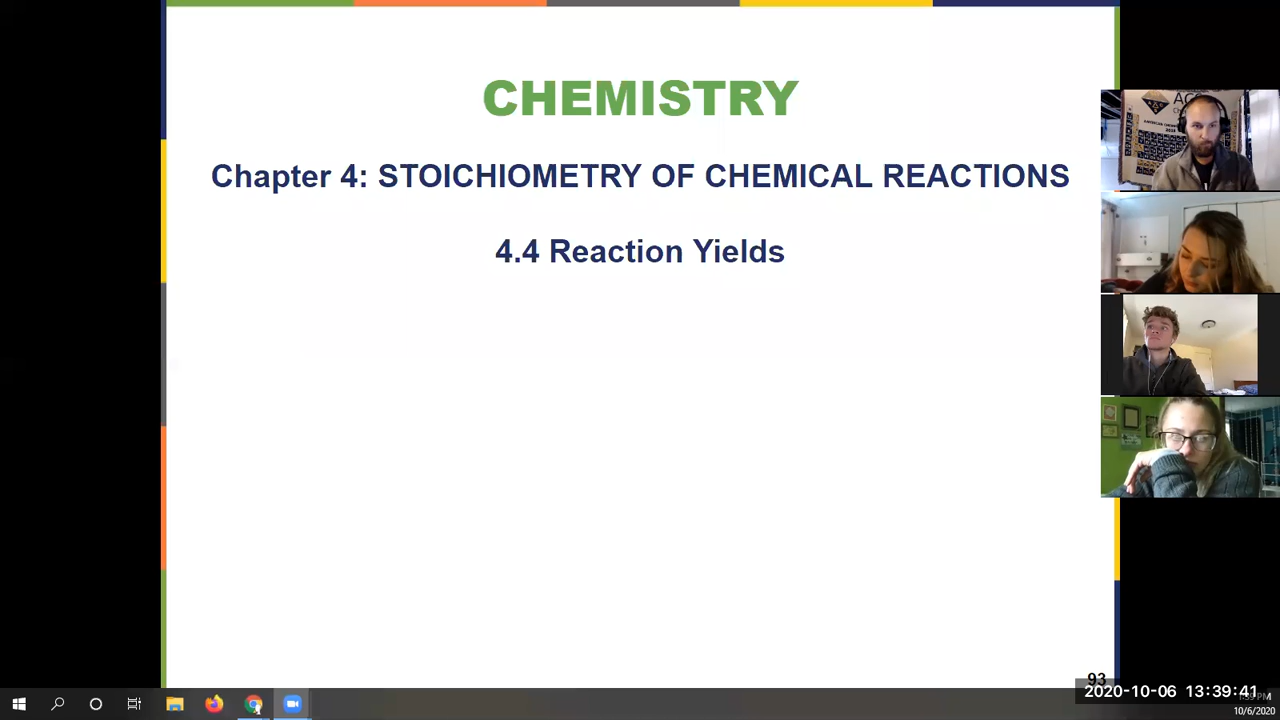 CHEMISTRY
Chapter 4: STOICHIOMETRY OF CHEMICAL REACTIONS
4.4 Reaction Yields
93
2020-10-06 13:39:41
10/6/2020